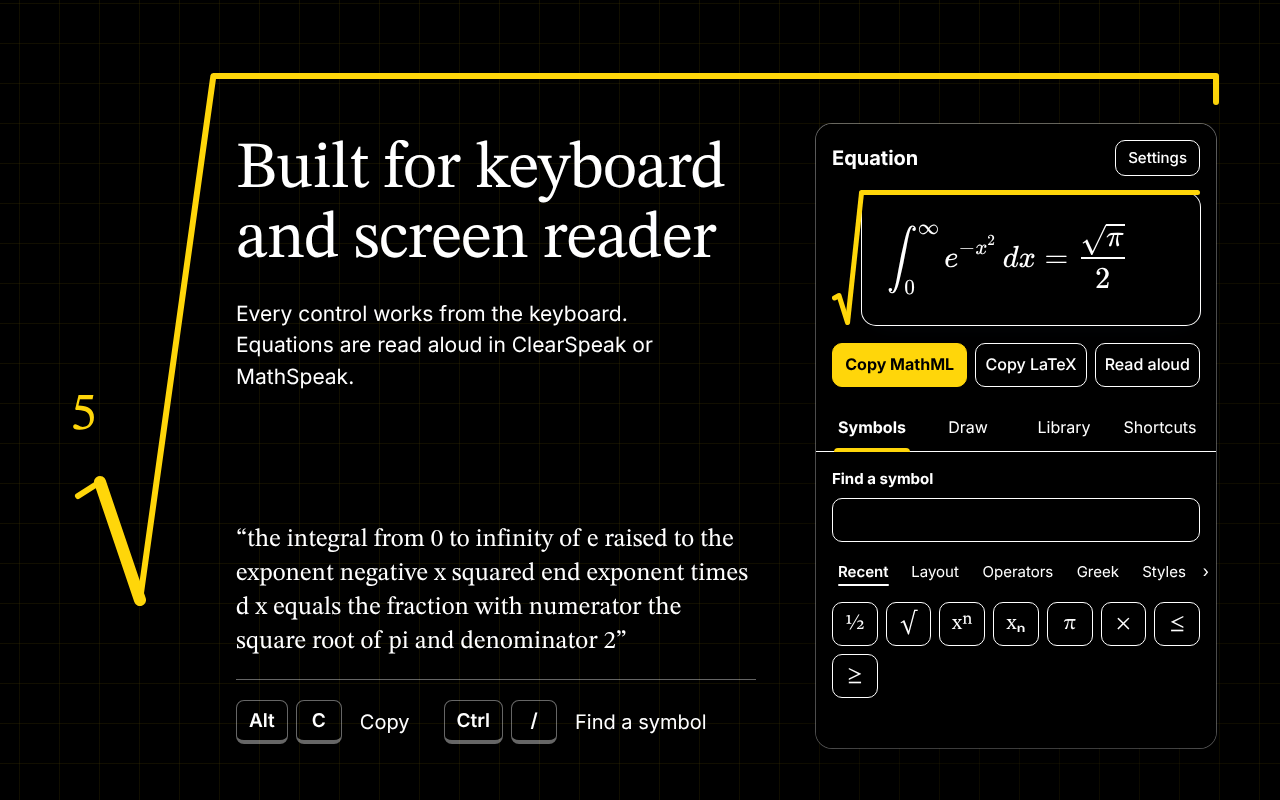 Built for keyboard
and screen reader
Every control works from the keyboard.
Equations are read aloud in ClearSpeak or
MathSpeak.
5
“the integral from 0 to infinity of e raised to the
exponent negative x squared end exponent times
d x equals the fraction with numerator the
square root of pi and denominator 2”
Alt C Copy Ctrl / Find a symbol
Equation Settings
∫₀^∞ e^{-x²} dx = √π/2
Copy MathML Copy LaTeX Read aloud
Symbols Draw Library Shortcuts
Find a symbol
Recent Layout Operators Greek Styles ›
½ √ xⁿ xₙ π × ≤
≥